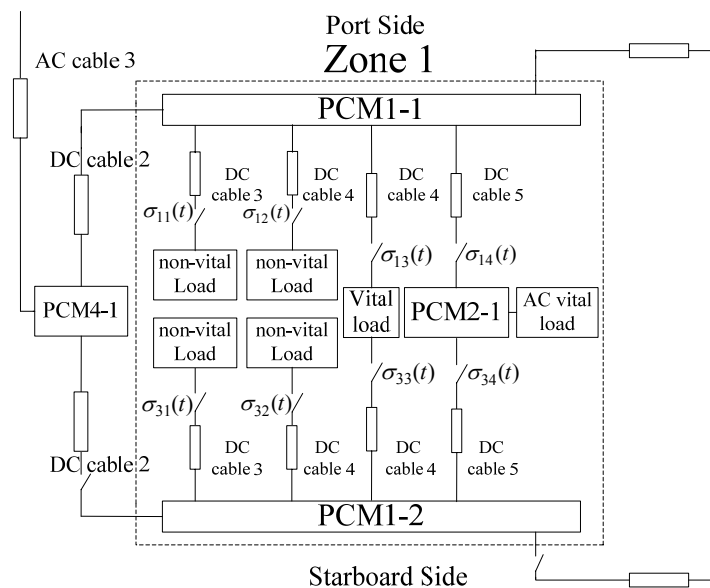 Port Side
Zone 1
AC cable 3
PCM1-1
DC cable 2
DC
cable 3
DC
cable 4
DC
cable 4
DC
cable 5
σ₁₁(t)
σ₁₂(t)
σ₁₃(t)
σ₁₄(t)
non-vital
Load
non-vital
Load
PCM4-1
Vital
load
PCM2-1
AC vital
load
non-vital
Load
non-vital
Load
σ₃₃(t)
σ₃₄(t)
σ₃₁(t)
σ₃₂(t)
DC cable 2
DC
cable 3
DC
cable 4
DC
cable 4
DC
cable 5
PCM1-2
Starboard Side